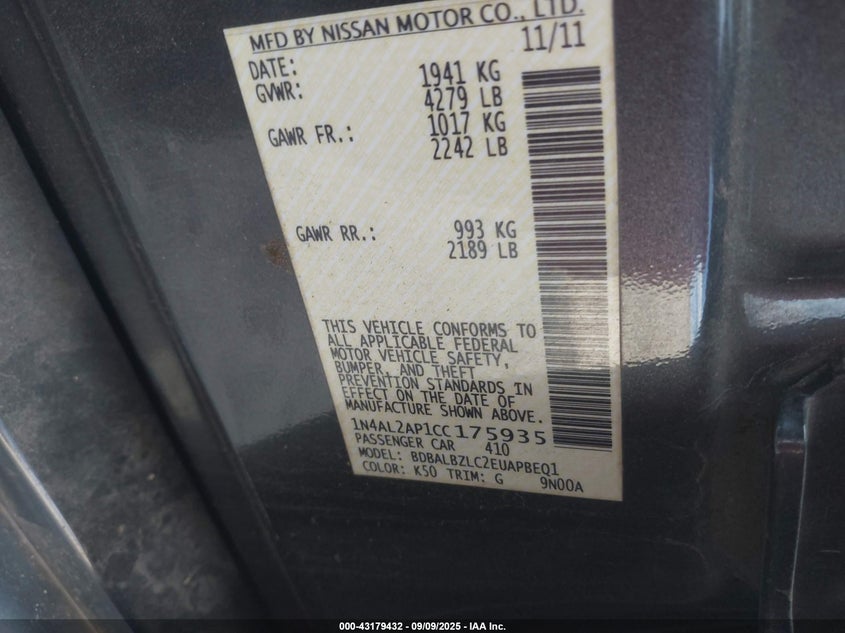 MFD BY NISSAN MOTOR CO., LTD.
DATE: 11/11
GVWR: 1941 KG
4279 LB
GAWR FR.: 1017 KG
2242 LB
GAWR RR.: 993 KG
2189 LB
THIS VEHICLE CONFORMS TO
ALL APPLICABLE FEDERAL
MOTOR VEHICLE SAFETY,
BUMPER, AND THEFT
PREVENTION STANDARDS IN
EFFECT ON THE DATE OF
MANUFACTURE SHOWN ABOVE.
1N4AL2AP1CC175935
PASSENGER CAR 410
MODEL: BDBALBZLC2EUAPBEQ1
COLOR: K50 TRIM: G 9N00A
000-43179432 - 09/09/2025 - IAA Inc.